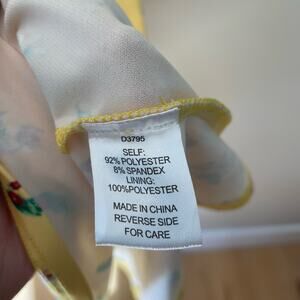 D3795
SELF:
92%POLYESTER
8%SPANDEX
LINING:
100%POLYESTER
MADE IN CHINA
REVERSE SIDE
FOR CARE